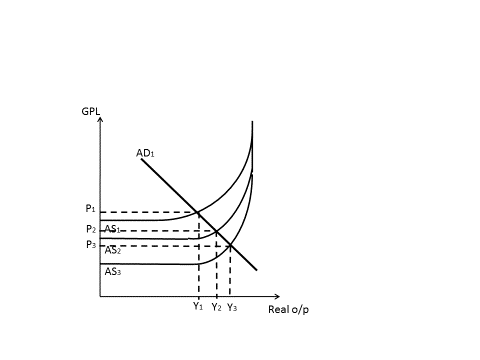 GPL
AD1
P1
P2 AS1
P3 AS2
AS3
Y1 Y2 Y3
Real o/p